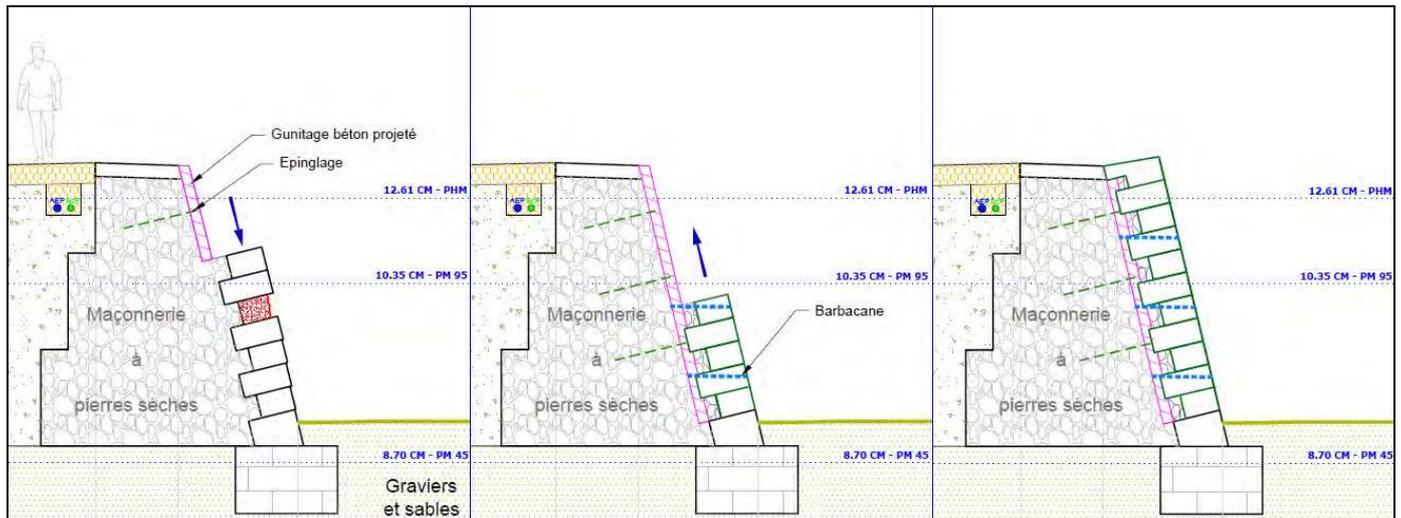 Gunitage béton projeté
Epinglage
12.61 CM - PHM
AEP
10.35 CM - PM 95
Maçonnerie
à
pierres sèches
8.70 CM - PM 45
Graviers
et sables
12.61 CM - PHM
AEP
10.35 CM - PM 95
Maçonnerie
Barbacane
à
pierres sèches
8.70 CM - PM 45
12.61 CM - PHM
AEP
10.35 CM - PM 95
Maçonnerie
à
pierres sèches
8.70 CM - PM 45